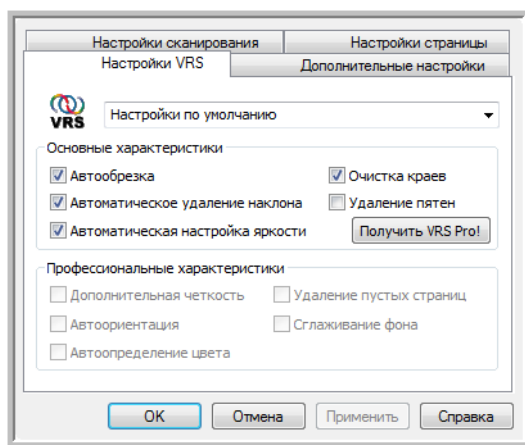 Настройки сканирования
Настройки страницы
Настройки VRS
Дополнительные настройки
VRS
Настройки по умолчанию
Основные характеристики
Автообрезка
Очистка краев
Автоматическое удаление наклона
Удаление пятен
Автоматическая настройка яркости
Получить VRS Pro!
Профессиональные характеристики
Дополнительная четкость
Удаление пустых страниц
Автоориентация
Сглаживание фона
Автоопределение цвета
OK
Отмена
Применить
Справка